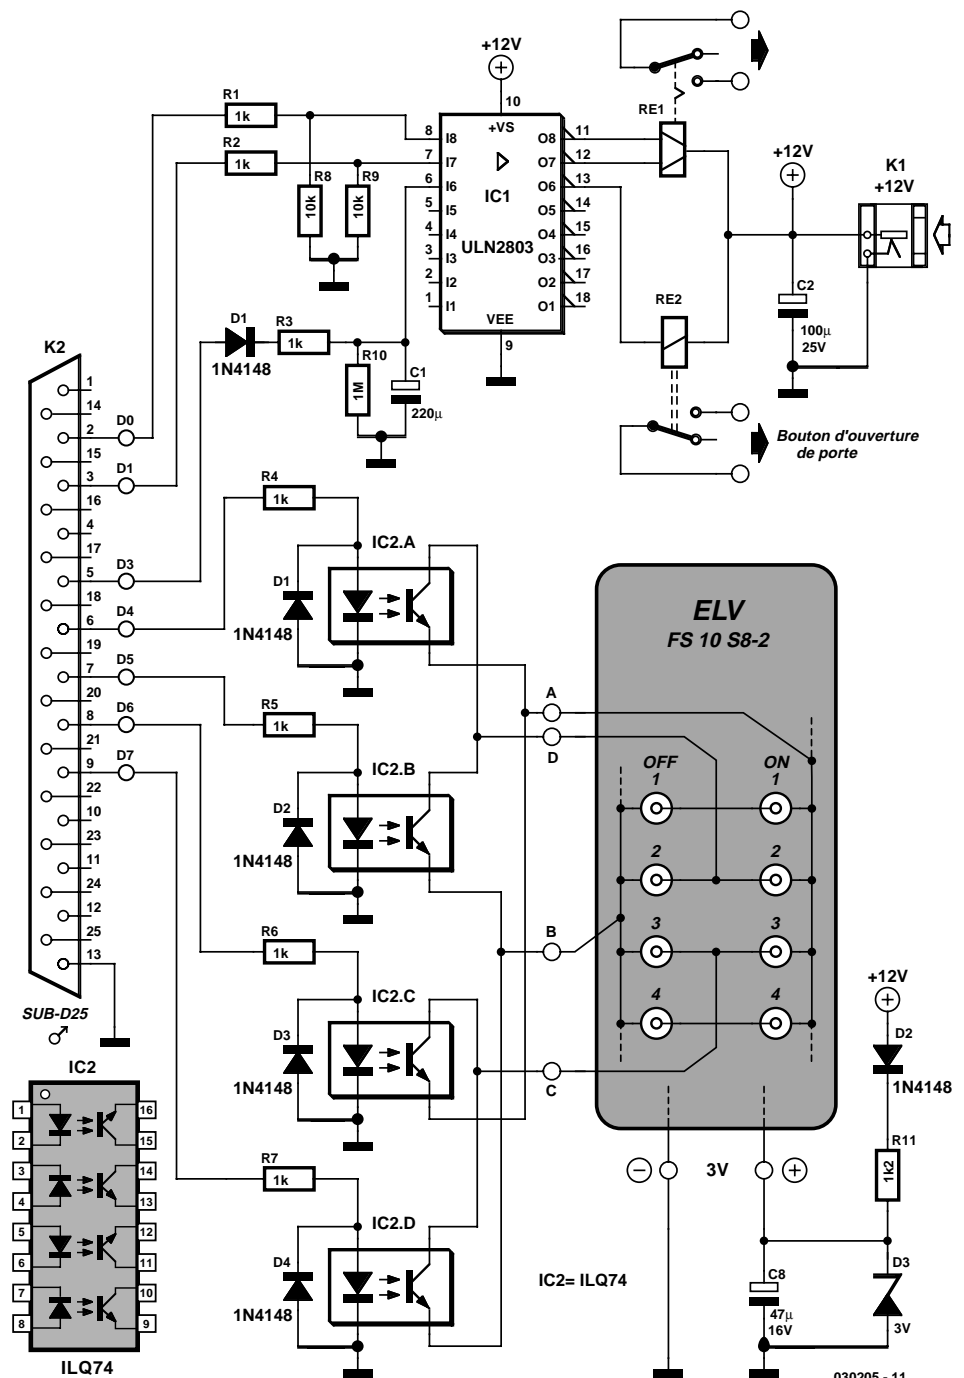 +12V
10
+VS
R1
1k
R2
1k
R8
10k
R9
10k
8 I8
7 I7
6 I6
5 I5
4 I4
3 I3
2 I2
1 I1
IC1
ULN2803
VEE
9
O8 11
O7 12
O6 13
O5 14
O4 15
O3 16
O2 17
O1 18
RE1
RE2
+12V
K1
+12V
C2
100µ
25V
Bouton d'ouverture
de porte
D1
1N4148
R3
1k
R10
1M
C1
220µ
K2
1
14
2
15
3
16
4
17
5
18
6
19
7
20
8
21
9
22
10
23
11
24
12
25
13
D0
D1
D3
D4
D5
D6
D7
SUB-D25
R4
1k
IC2.A
D1
1N4148
R5
1k
IC2.B
D2
1N4148
R6
1k
IC2.C
D3
1N4148
R7
1k
IC2.D
D4
1N4148
A
D
B
C
ELV
FS 10 S8-2
OFF ON
1 1
2 2
3 3
4 4
3V
+12V
D2
1N4148
R11
1k2
D3
3V
C8
47µ
16V
IC2= ILQ74
IC2
1 16
2 15
3 14
4 13
5 12
6 11
7 10
8 9
ILQ74
030205 - 11